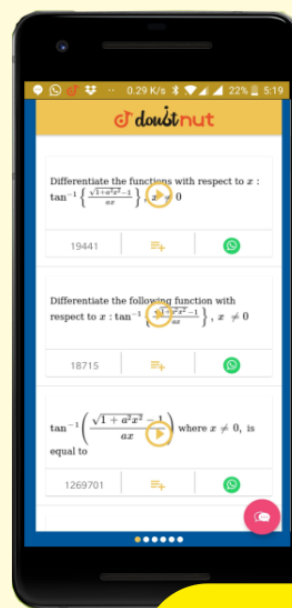 0.29 K/s 22% 5:19
doubtnut
Differentiate the functions with respect to x :
tan⁻¹ { (√(1+a²x²)−1)/(ax) }, x ≠ 0
19441
Differentiate the following function with
respect to x : tan⁻¹ { (√(1+a²x²)−1)/(ax) }, x ≠ 0
18715
tan⁻¹ ( (√(1 + a²x²) − 1)/(ax) ) where x ≠ 0, is
equal to
1269701